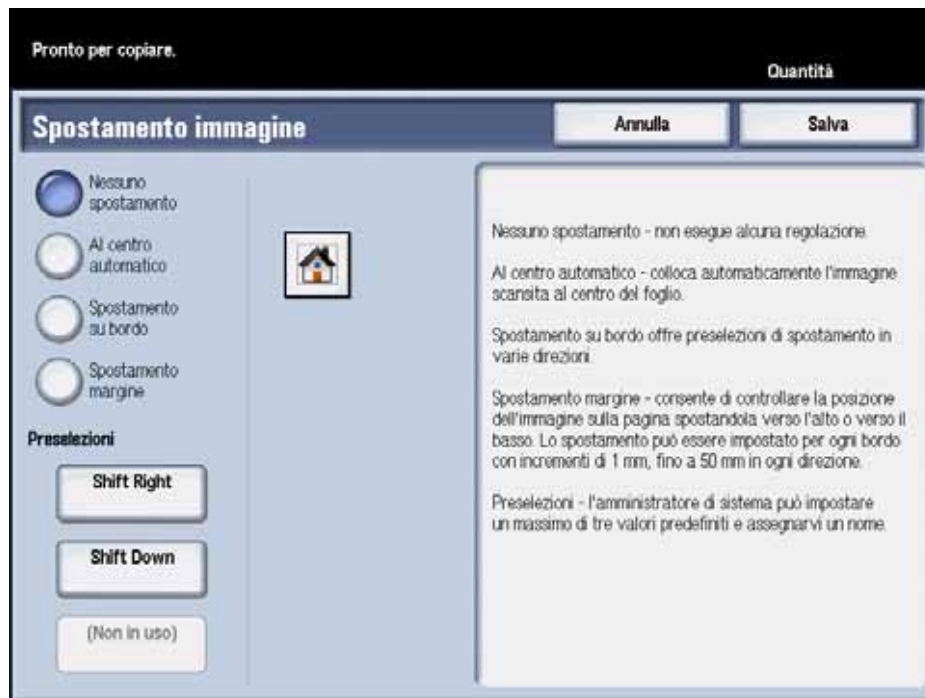 Pronto per copiare.
Quantità
Spostamento immagine
Annulla
Salva
Nessuno
spostamento
Al centro
automatico
Spostamento
su bordo
Spostamento
margine
Preselezioni
Shift Right
Shift Down
(Non in uso)
Nessuno spostamento - non esegue alcuna regolazione.
Al centro automatico - colloca automaticamente l'immagine
scansita al centro del foglio.
Spostamento su bordo offre preselezioni di spostamento in
varie direzioni.
Spostamento margine - consente di controllare la posizione
dell'immagine sulla pagina spostandola verso l'alto o verso il
basso. Lo spostamento può essere impostato per ogni bordo
con incrementi di 1 mm, fino a 50 mm in ogni direzione.
Preselezioni - l'amministratore di sistema può impostare
un massimo di tre valori predefiniti e assegnarvi un nome.